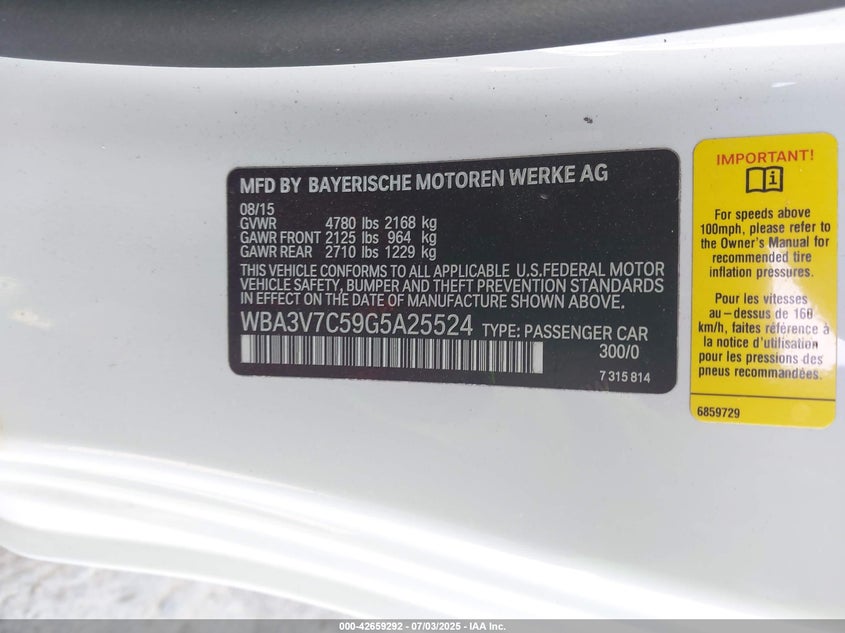 MFD BY BAYERISCHE MOTOREN WERKE AG
08/15
GVWR 4780 lbs 2168 kg
GAWR FRONT 2125 lbs 964 kg
GAWR REAR 2710 lbs 1229 kg
THIS VEHICLE CONFORMS TO ALL APPLICABLE U.S.FEDERAL MOTOR
VEHICLE SAFETY, BUMPER AND THEFT PREVENTION STANDARDS
IN EFFECT ON THE DATE OF MANUFACTURE SHOWN ABOVE.
WBA3V7C59G5A25524 TYPE: PASSENGER CAR
300/0
7 315 814
IMPORTANT!
i
For speeds above
100mph, please refer to
the Owner's Manual for
recommended tire
inflation pressures.
Pour les vitesses
au-dessus de 160
km/h, faites référence à
la notice d'utilisation
pour les pressions des
pneus recommandées.
6859729
000-42659292 - 07/03/2025 - IAA Inc.